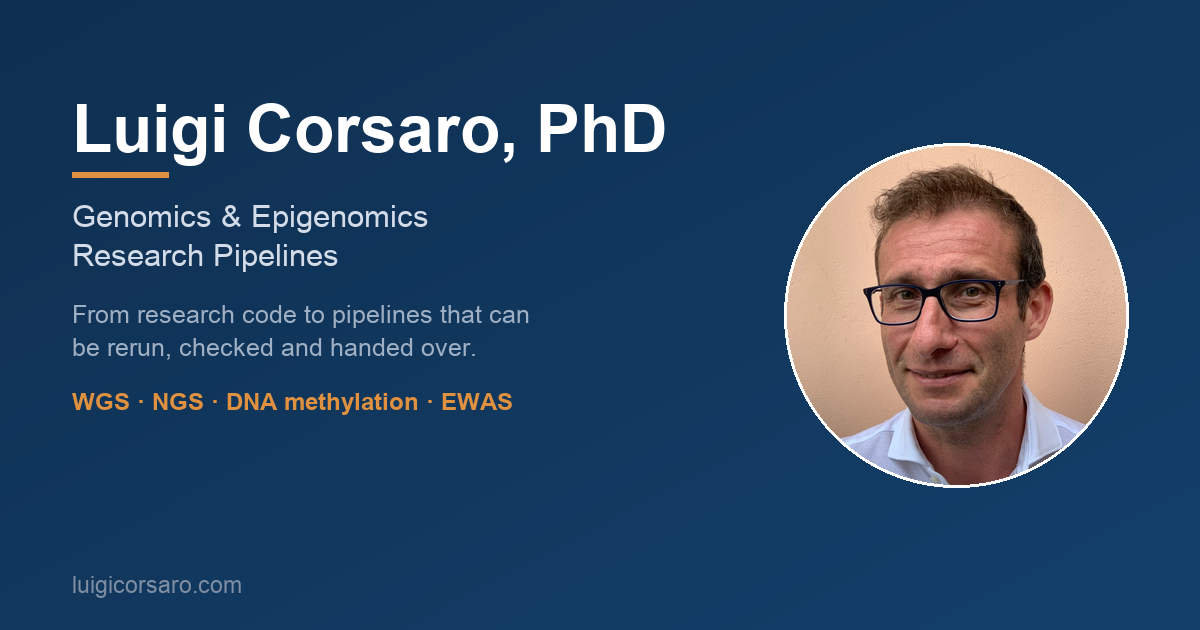 Luigi Corsaro, PhD
Genomics & Epigenomics
Research Pipelines
From research code to pipelines that can
be rerun, checked and handed over.
WGS · NGS · DNA methylation · EWAS
luigicorsaro.com